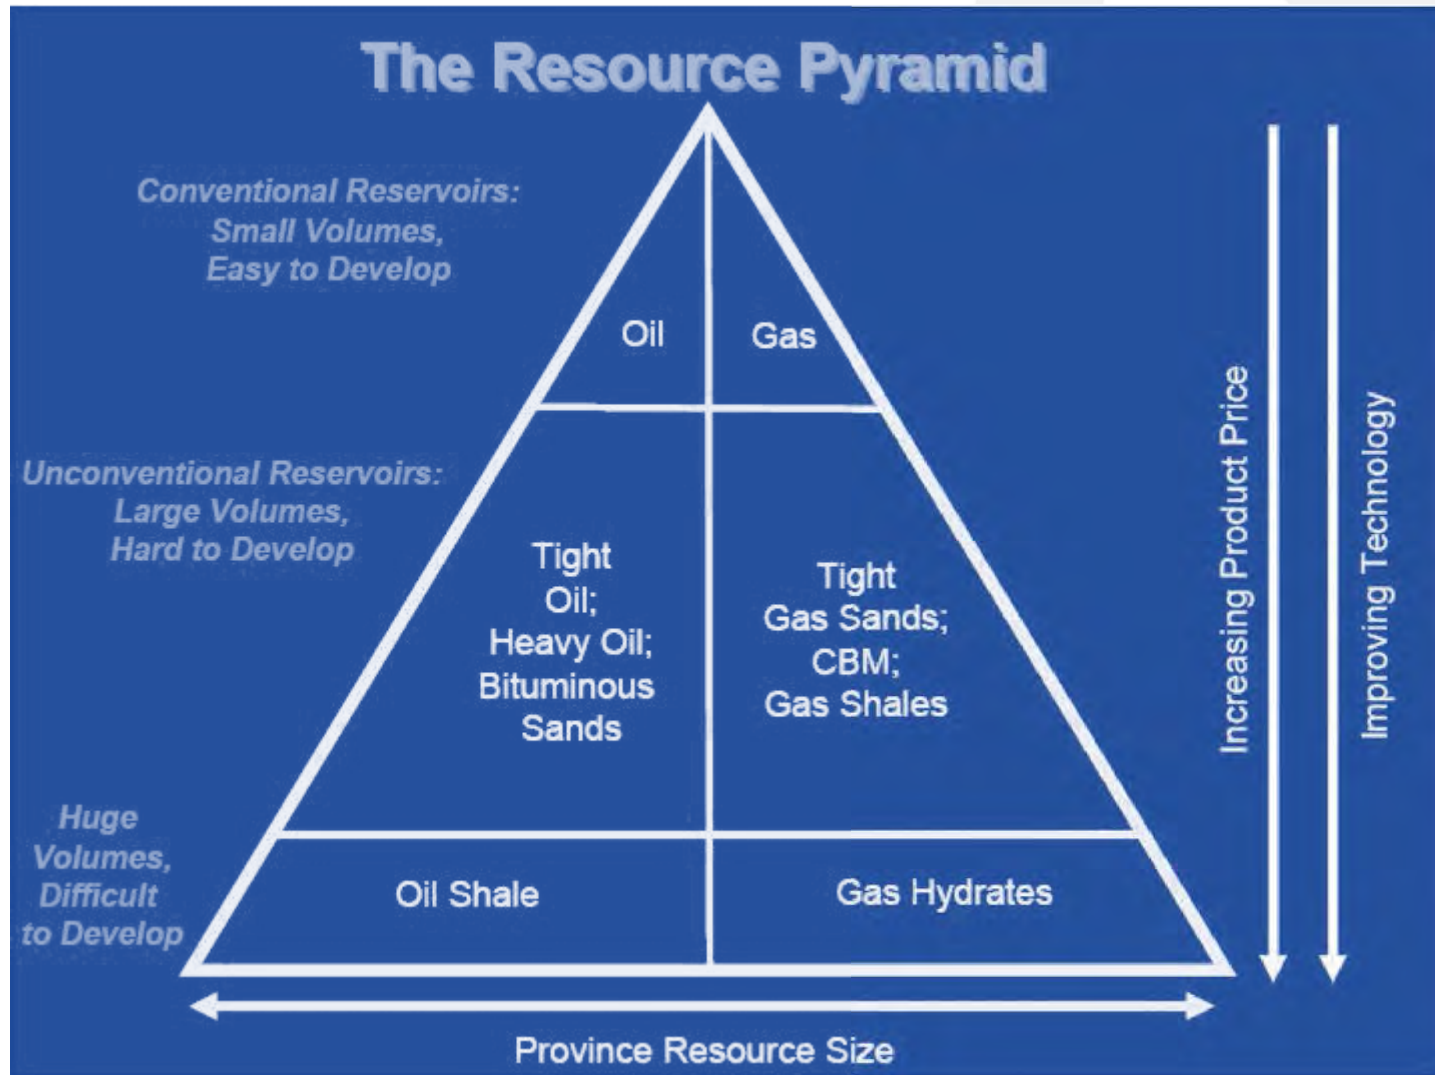 The Resource Pyramid
Conventional Reservoirs:
Small Volumes,
Easy to Develop
Oil
Gas
Unconventional Reservoirs:
Large Volumes,
Hard to Develop
Tight
Oil;
Heavy Oil;
Bituminous
Sands
Tight
Gas Sands;
CBM;
Gas Shales
Huge
Volumes,
Difficult
to Develop
Oil Shale
Gas Hydrates
Increasing Product Price
Improving Technology
Province Resource Size